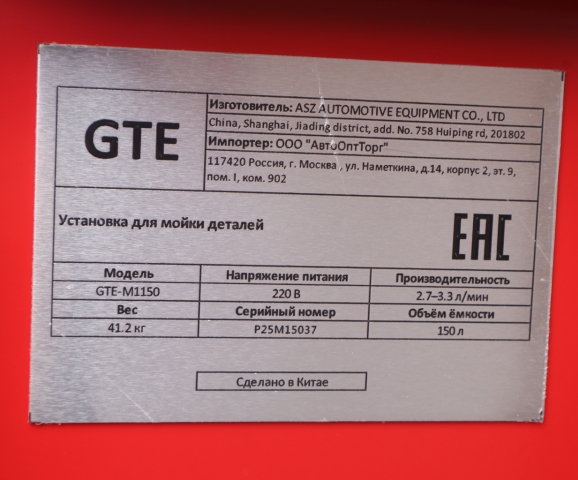 GTE
Изготовитель: ASZ AUTOMOTIVE EQUIPMENT CO., LTD
China, Shanghai, Jiading district, add. No. 758 Huiping rd, 201802
Импортер: ООО "АвтоОптТорг"
117420 Россия, г. Москва , ул. Наметкина, д.14, корпус 2, эт. 9,
пом. I, ком. 902
Установка для мойки деталей
EAC
Модель Напряжение питания Производительность
GTE-M1150 220 В 2.7–3.3 л/мин
Вес Серийный номер Объём ёмкости
41.2 кг P25M15037 150 л
Сделано в Китае